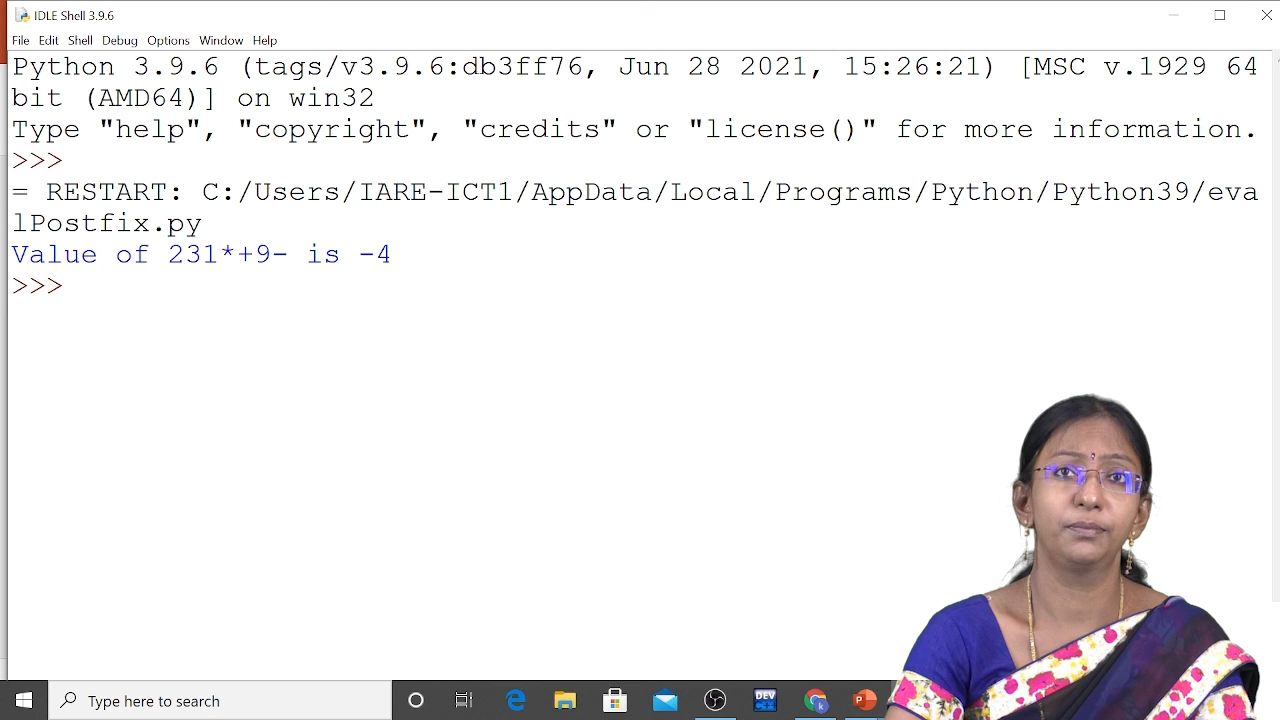 IDLE Shell 3.9.6
File Edit Shell Debug Options Window Help
Python 3.9.6 (tags/v3.9.6:db3ff76, Jun 28 2021, 15:26:21) [MSC v.1929 64
bit (AMD64)] on win32
Type "help", "copyright", "credits" or "license()" for more information.
>>>
= RESTART: C:/Users/IARE-ICT1/AppData/Local/Programs/Python/Python39/eva
lPostfix.py
Value of 231*+9- is -4
>>>
Type here to search
DEV
k
P